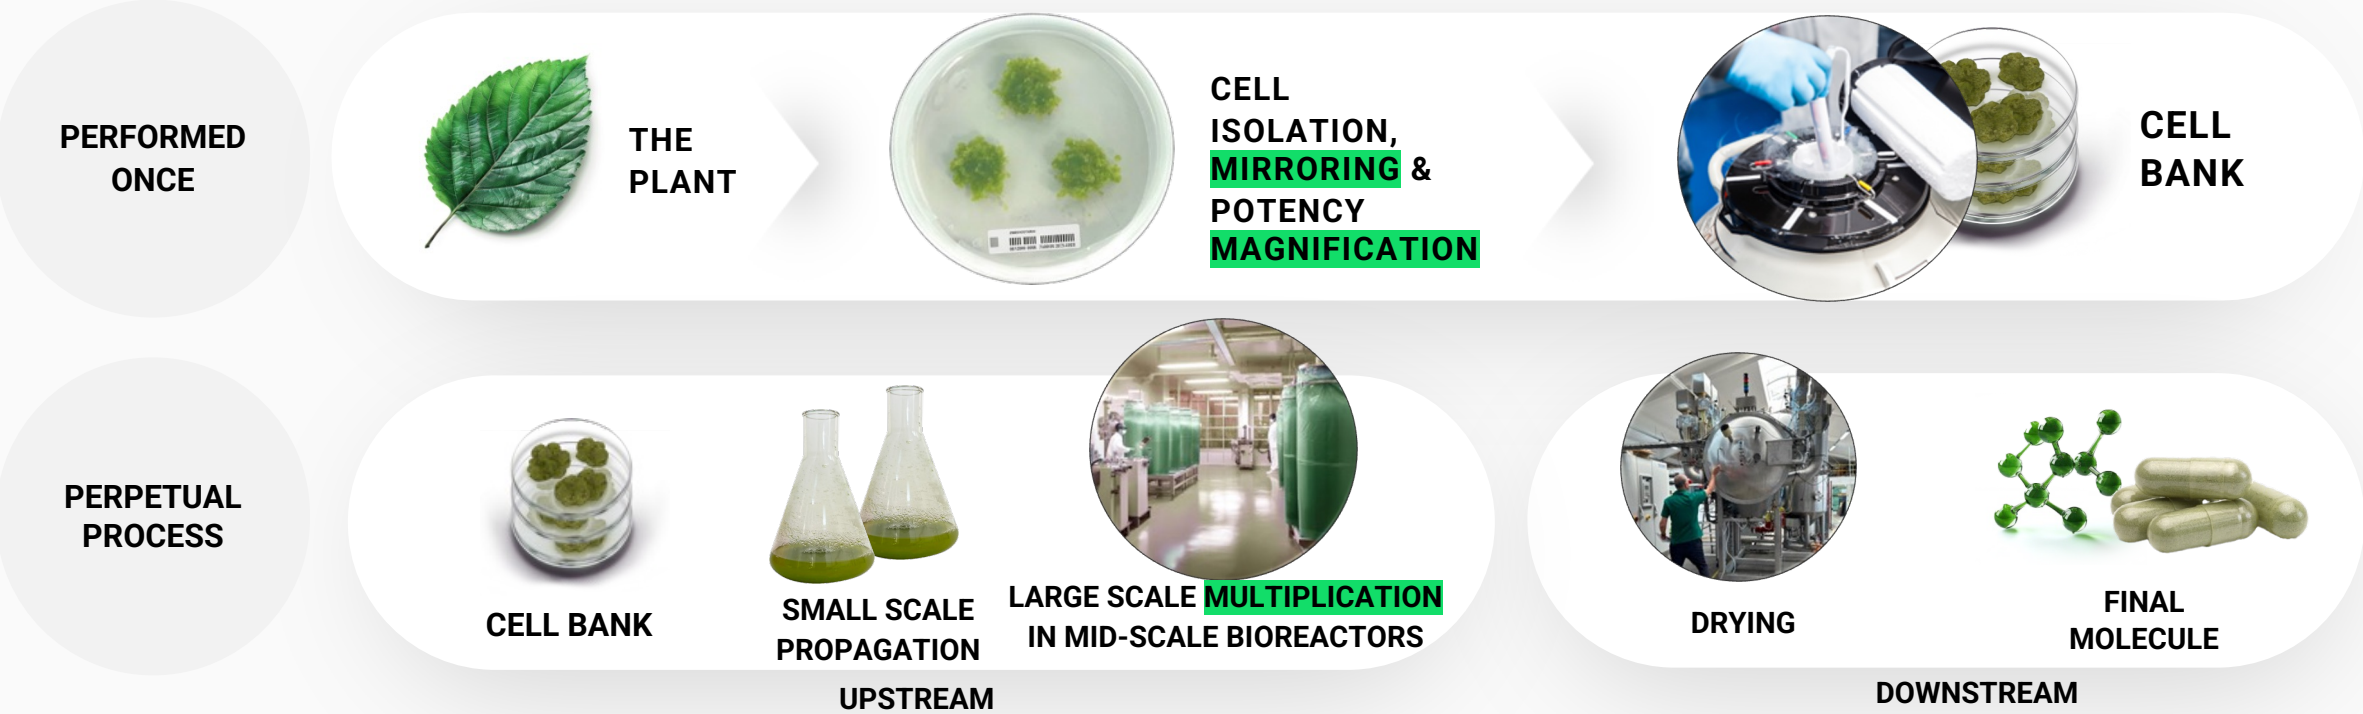 PERFORMED
ONCE
THE
PLANT
CELL
ISOLATION,
MIRRORING &
POTENCY
MAGNIFICATION
CELL
BANK
PERPETUAL
PROCESS
CELL BANK
SMALL SCALE
PROPAGATION
LARGE SCALE MULTIPLICATION
IN MID-SCALE BIOREACTORS
UPSTREAM
DRYING
FINAL
MOLECULE
DOWNSTREAM